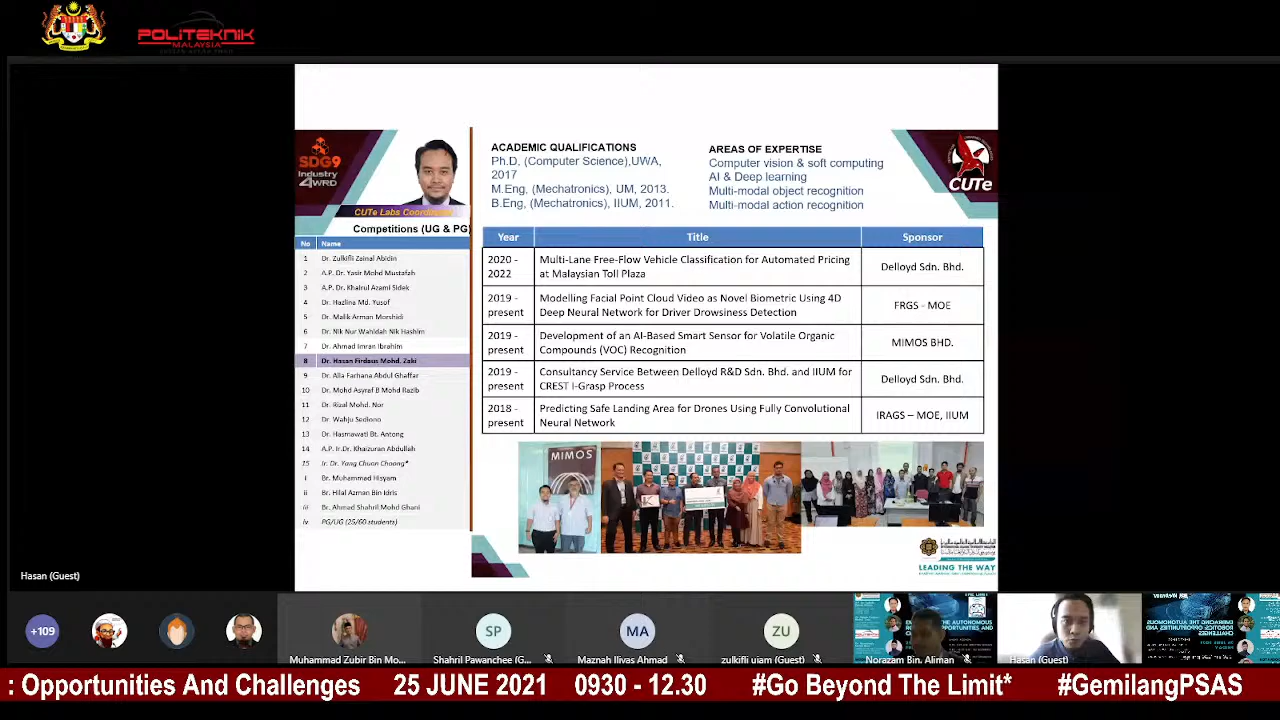 POLITEKNIK
MALAYSIA
SDG9
Industry
4WRD
CUTe Labs
Competitions (UG & PG)
No Name
1 Dr. Zulkifli Zainal Abidin
2 A.P. Dr. Yasir Mohd Mustafah
3 A.P. Dr. Khairul Azami Sidek
4 Dr. Hazlina Md. Yusof
5 Dr. Malik Arman Morshidi
6 Dr. Nik Nur Wahidah Nik Hashim
7 Dr. Ahmad Imran Ibrahim
8 Dr. Hasan Firdaus Mohd. Zaki
9 Dr. Alia Farhana Abdul Ghaffar
10 Dr. Mohd Asyraf B Mohd Razib
11 Dr. Rizal Mohd. Nor
12 Dr. Wahju Sediono
13 Dr. Hasmawati Bt. Antong
14 A.P. Ir.Dr. Khaizuran Abdullah
15 Ir. Dr. Yang Chuan Choong*
i Br. Muhammad Hisyam
ii Br. Hilal Azman Bin Idris
iii Br. Ahmad Shahril Mohd Ghani
iv PG/UG (25/60 students)
ACADEMIC QUALIFICATIONS
Ph.D, (Computer Science),UWA,
2017
M.Eng, (Mechatronics), UM, 2013.
B.Eng, (Mechatronics), IIUM, 2011.
AREAS OF EXPERTISE
Computer vision & soft computing
AI & Deep learning
Multi-modal object recognition
Multi-modal action recognition
CUTe
Year Title Sponsor
2020 - 2022 Multi-Lane Free-Flow Vehicle Classification for Automated Pricing
at Malaysian Toll Plaza Delloyd Sdn. Bhd.
2019 - present Modelling Facial Point Cloud Video as Novel Biometric Using 4D
Deep Neural Network for Driver Drowsiness Detection FRGS - MOE
2019 - present Development of an AI-Based Smart Sensor for Volatile Organic
Compounds (VOC) Recognition MIMOS BHD.
2019 - present Consultancy Service Between Delloyd R&D Sdn. Bhd. and IIUM for
CREST I-Grasp Process Delloyd Sdn. Bhd.
2018 - present Predicting Safe Landing Area for Drones Using Fully Convolutional
Neural Network IRAGS – MOE, IIUM
MIMOS
LEADING THE WAY
Hasan (Guest)
+109
Muhammad Zubir Bin Mo...
SP
Shahril Pawanchee (G...
MA
Maznah Iliyas Ahmad
ZU
zulkifli uiam (Guest)
Norazam Bin. Aliman
Hasan (Guest)
: Opportunities And Challenges 25 JUNE 2021 0930 - 12.30 #Go Beyond The Limit* #GemilangPSAS